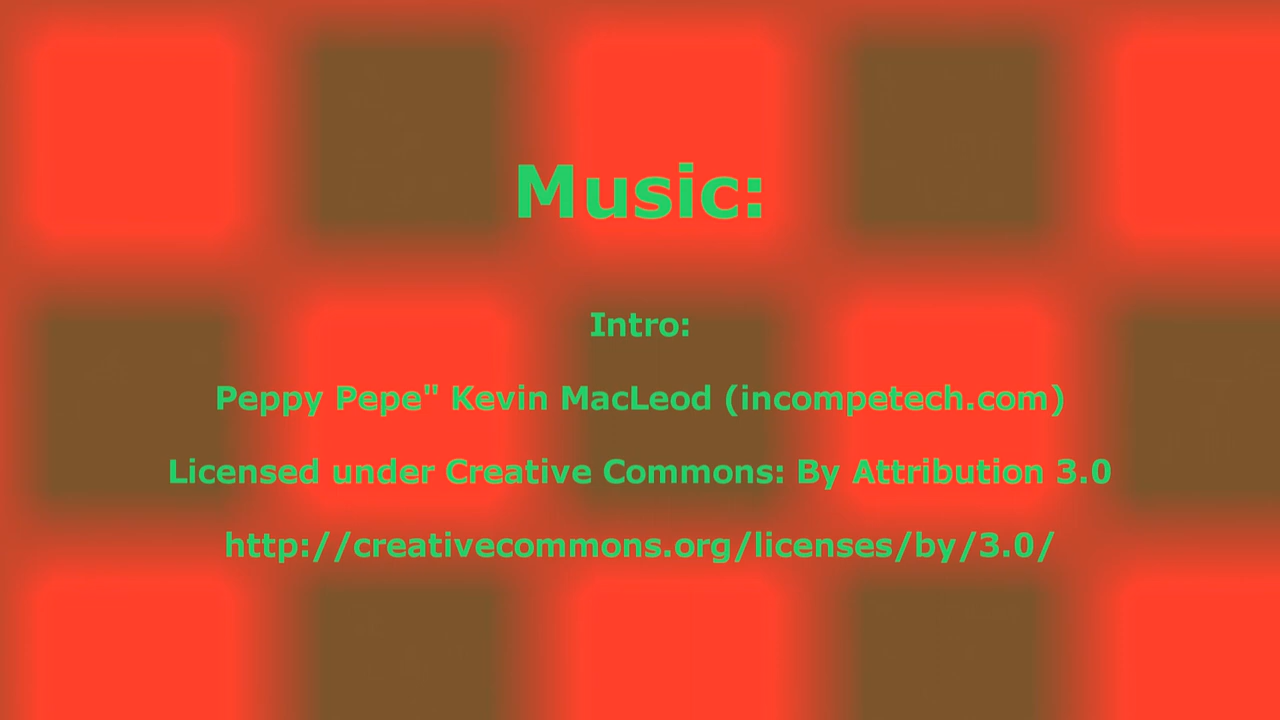 Music:
Intro:
Peppy Pepe" Kevin MacLeod (incompetech.com)
Licensed under Creative Commons: By Attribution 3.0
http://creativecommons.org/licenses/by/3.0/